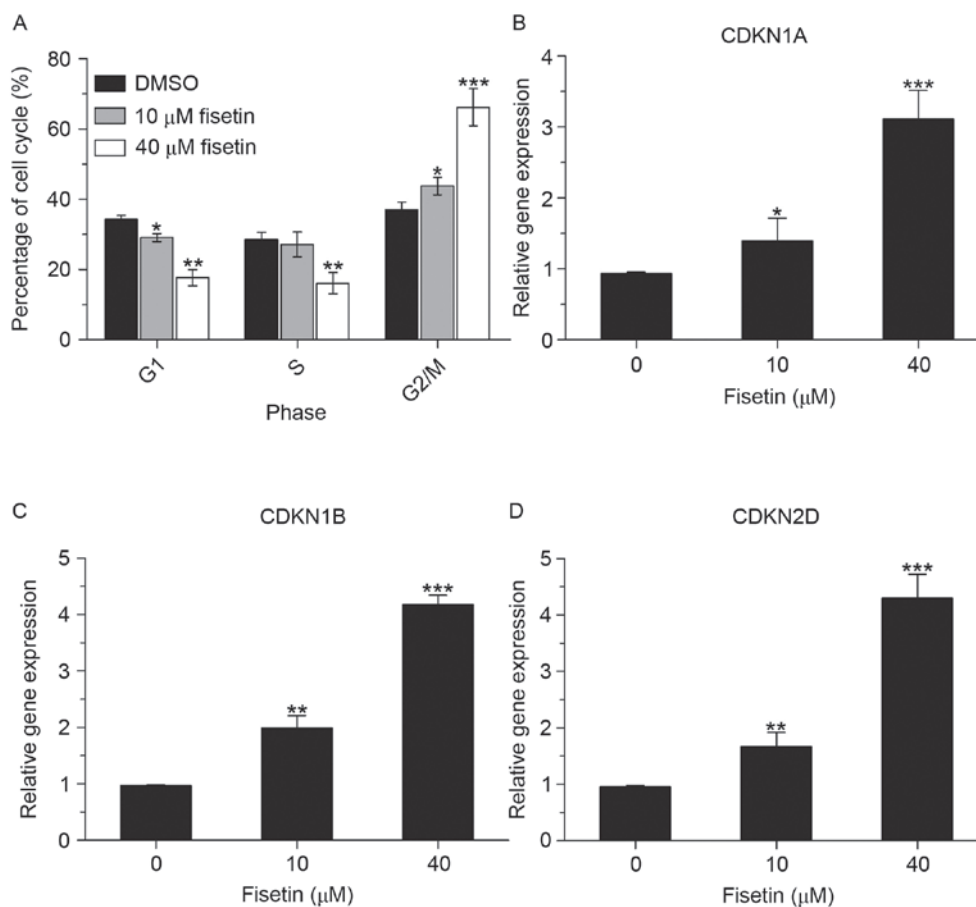 A
Percentage of cell cycle (%)
80
60
40
20
0
DMSO
10 μM fisetin
40 μM fisetin
*
**
**
*
***
G1
S
G2/M
Phase
B
CDKN1A
Relative gene expression
4
3
2
1
0
*
***
0 10 40
Fisetin (μM)
C
CDKN1B
Relative gene expression
5
4
3
2
1
0
**
***
0 10 40
Fisetin (μM)
D
CDKN2D
Relative gene expression
5
4
3
2
1
0
**
***
0 10 40
Fisetin (μM)